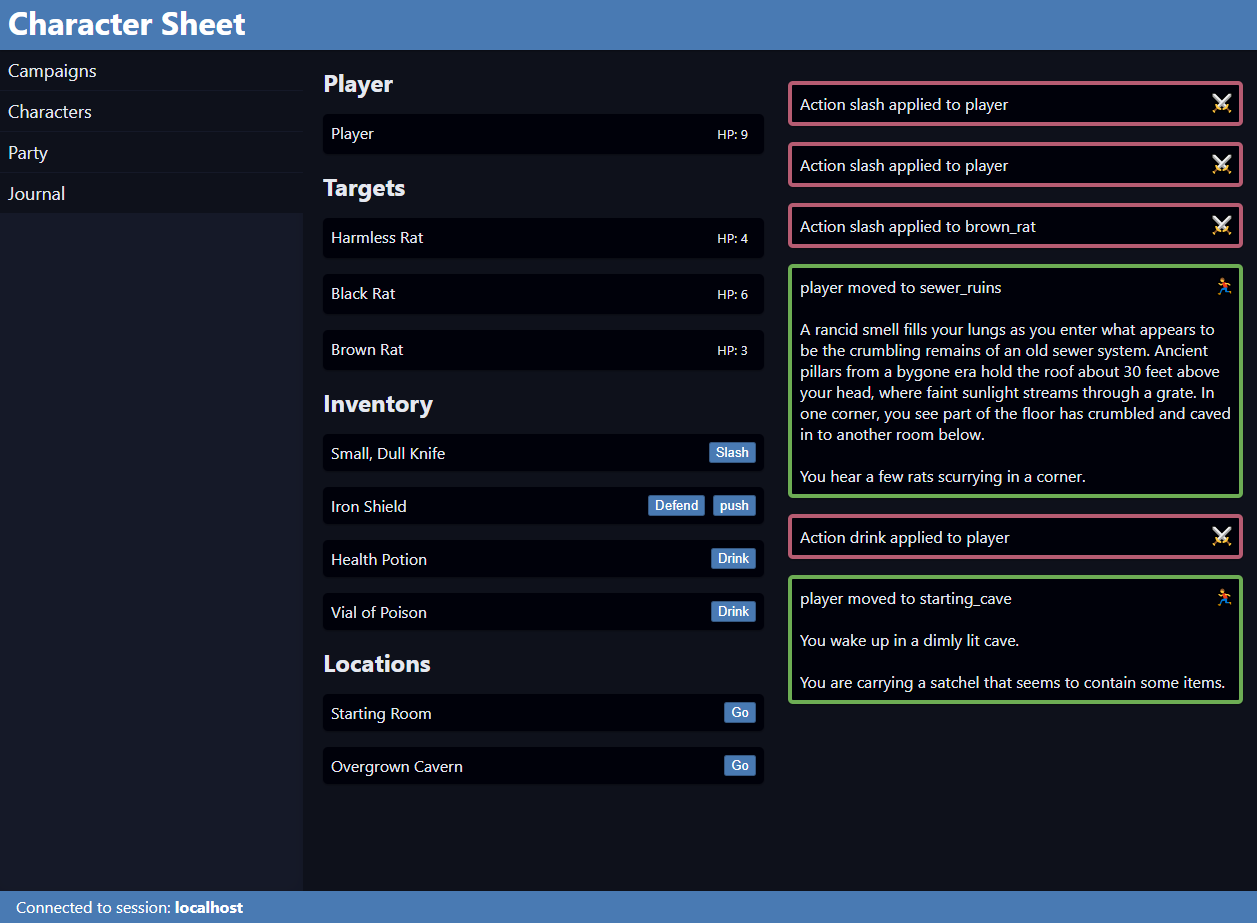 Character Sheet
Campaigns
Characters
Party
Journal
Player
Player HP: 9
Targets
Harmless Rat HP: 4
Black Rat HP: 6
Brown Rat HP: 3
Inventory
Small, Dull Knife Slash
Iron Shield Defend push
Health Potion Drink
Vial of Poison Drink
Locations
Starting Room Go
Overgrown Cavern Go
Action slash applied to player
Action slash applied to player
Action slash applied to brown_rat
player moved to sewer_ruins
A rancid smell fills your lungs as you enter what appears to
be the crumbling remains of an old sewer system. Ancient
pillars from a bygone era hold the roof about 30 feet above
your head, where faint sunlight streams through a grate. In
one corner, you see part of the floor has crumbled and caved
in to another room below.
You hear a few rats scurrying in a corner.
Action drink applied to player
player moved to starting_cave
You wake up in a dimly lit cave.
You are carrying a satchel that seems to contain some items.
Connected to session: localhost